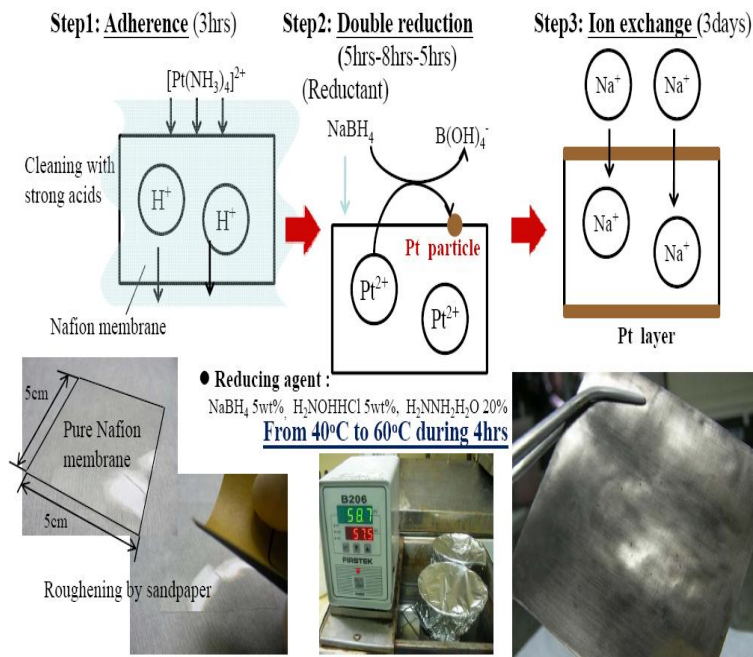 Step1: Adherence (3hrs)
[Pt(NH₃)₄]²⁺
Cleaning with
strong acids
H⁺
H⁺
Nafion membrane
Step2: Double reduction
(5hrs-8hrs-5hrs)
(Reductant)
NaBH₄
B(OH)₄⁻
Pt particle
Pt²⁺
Pt²⁺
Step3: Ion exchange (3days)
Na⁺
Na⁺
Na⁺
Na⁺
Pt layer
● Reducing agent :
NaBH₄ 5wt%, H₂NOHHCl 5wt%, H₂NNH₂H₂O 20%
From 40°C to 60°C during 4hrs
5cm
Pure Nafion
membrane
5cm
Roughening by sandpaper
B206
58.7
57.5
FIRSTEK